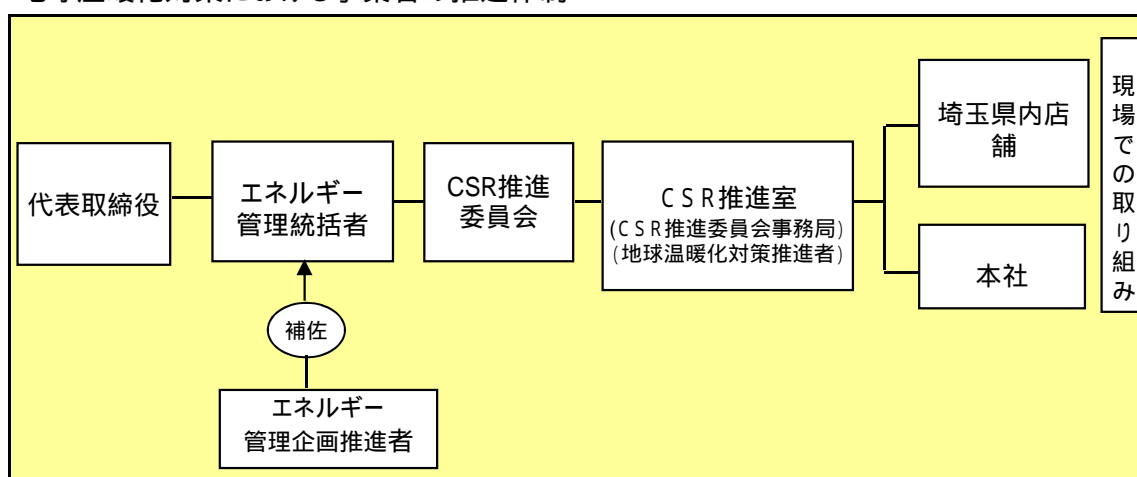 代表取締役
エネルギー
管理統括者
CSR推進
委員会
CSR推進室
(CSR推進委員会事務局)
(地球温暖化対策推進者)
埼玉県内店
舗
本社
現場での取り組み
補佐
エネルギー
管理企画推進者